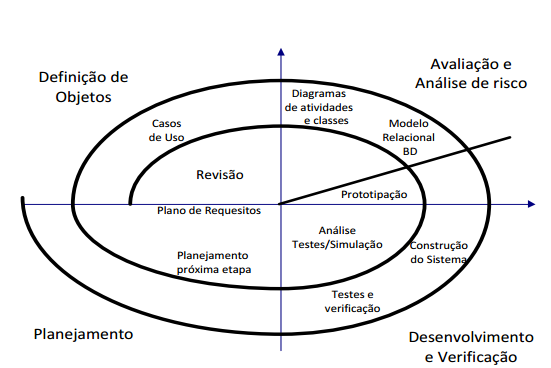 Definição de
Objetos
Avaliação e
Análise de risco
Diagramas
de atividades
e classes
Casos
de Uso
Modelo
Relacional
BD
Revisão
Prototipação
Plano de Requesitos
Análise
Testes/Simulação
Construção
do Sistema
Planejamento
próxima etapa
Testes e
verificação
Planejamento
Desenvolvimento
e Verificação